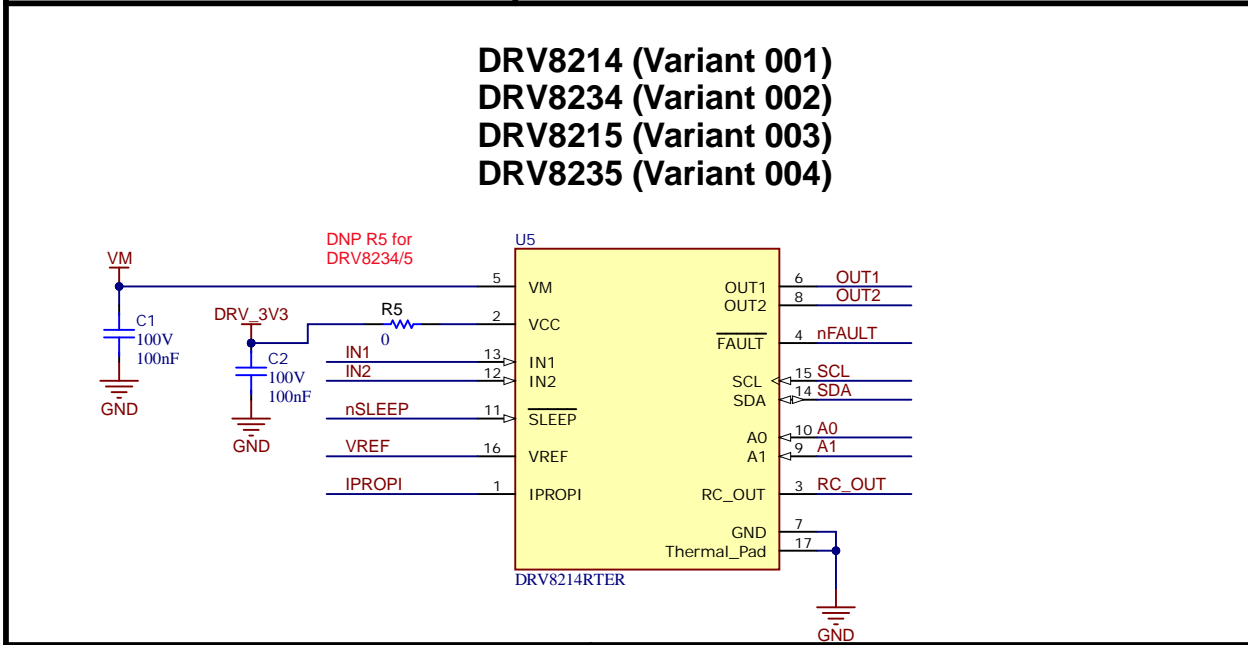 DRV8214 (Variant 001)
DRV8234 (Variant 002)
DRV8215 (Variant 003)
DRV8235 (Variant 004)
DNP R5 for
DRV8234/5
U5
VM
5
VM
OUT1
6
OUT1
OUT2
8
OUT2
DRV_3V3
R5
0
2
VCC
FAULT
4
nFAULT
C1
100V
100nF
GND
C2
100V
100nF
GND
IN1
13
IN1
IN2
12
IN2
SCL
15
SCL
SDA
14
SDA
nSLEEP
11
SLEEP
A0
10
A0
A1
9
A1
VREF
16
VREF
IPROPI
1
IPROPI
RC_OUT
3
RC_OUT
GND
7
Thermal_Pad
17
DRV8214RTER
GND